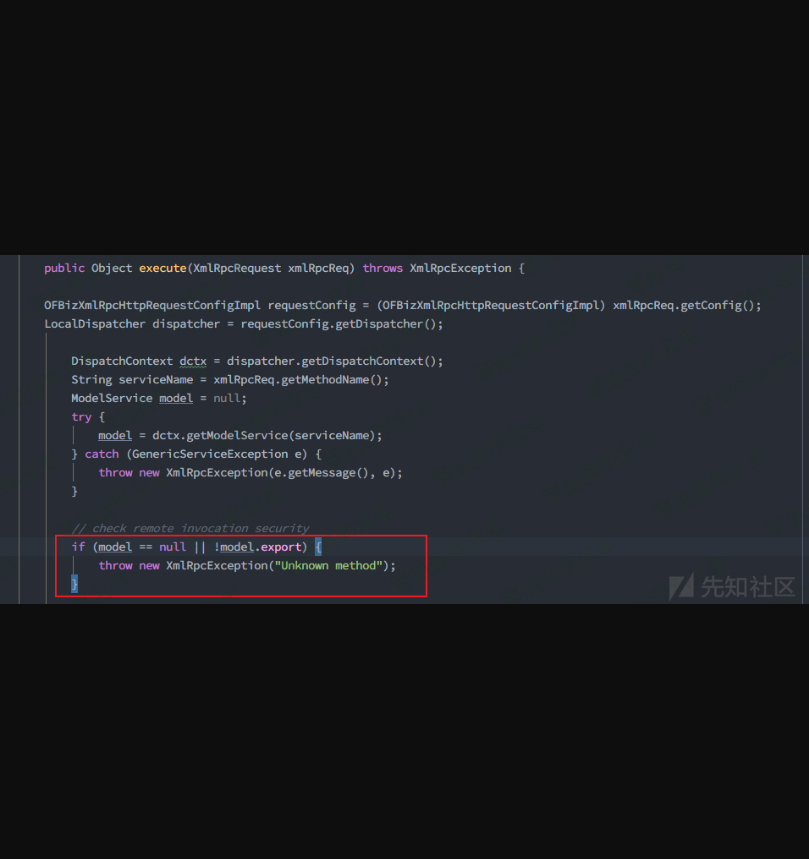 public Object execute(XmlRpcRequest xmlRpcReq) throws XmlRpcException {
OFBizXmlRpcHttpRequestConfigImpl requestConfig = (OFBizXmlRpcHttpRequestConfigImpl) xmlRpcReq.getConfig();
LocalDispatcher dispatcher = requestConfig.getDispatcher();
DispatchContext dctx = dispatcher.getDispatchContext();
String serviceName = xmlRpcReq.getMethodName();
ModelService model = null;
try {
model = dctx.getModelService(serviceName);
} catch (GenericServiceException e) {
throw new XmlRpcException(e.getMessage(), e);
}
// check remote invocation security
if (model == null || !model.export) {
throw new XmlRpcException("Unknown method");
}
先知社区